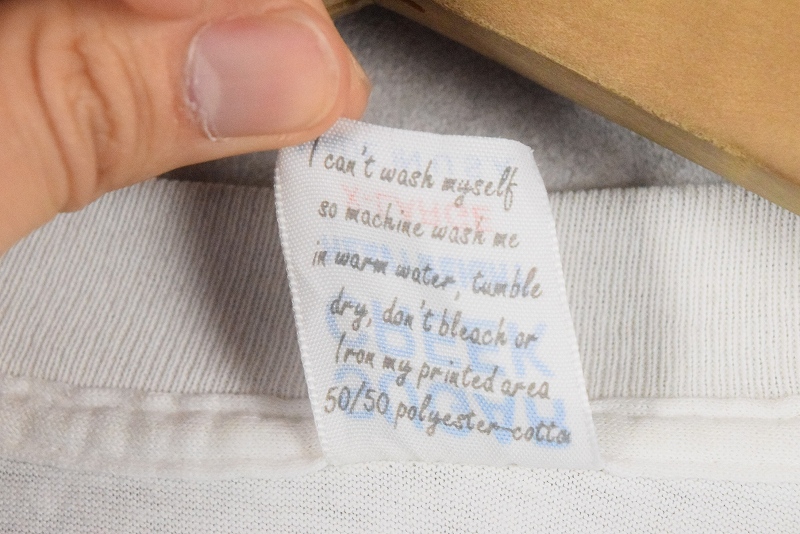 I can't wash myself
so machine wash me
in warm water, tumble
dry, don't bleach or
Iron my printed area
50/50 polyester-cotto